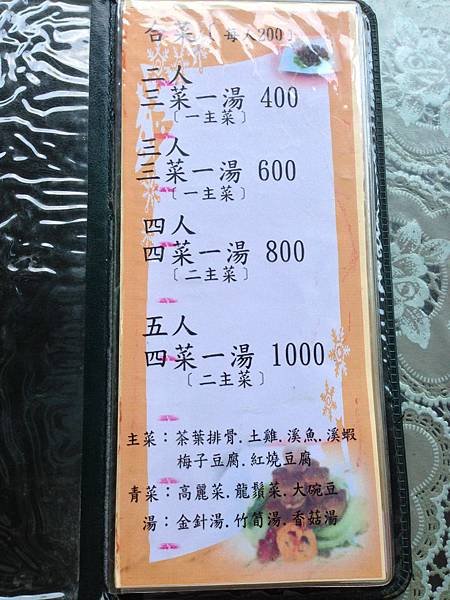 合菜〔每人200〕
二人
三菜一湯 400
〔一主菜〕
三人
三菜一湯 600
〔一主菜〕
四人
四菜一湯 800
〔二主菜〕
五人
四菜一湯 1000
〔二主菜〕
主菜：茶葉排骨.土雞.溪魚.溪蝦
梅子豆腐.紅燒豆腐
青菜：高麗菜.龍鬚菜.大碗豆
湯：金針湯.竹筍湯.香菇湯